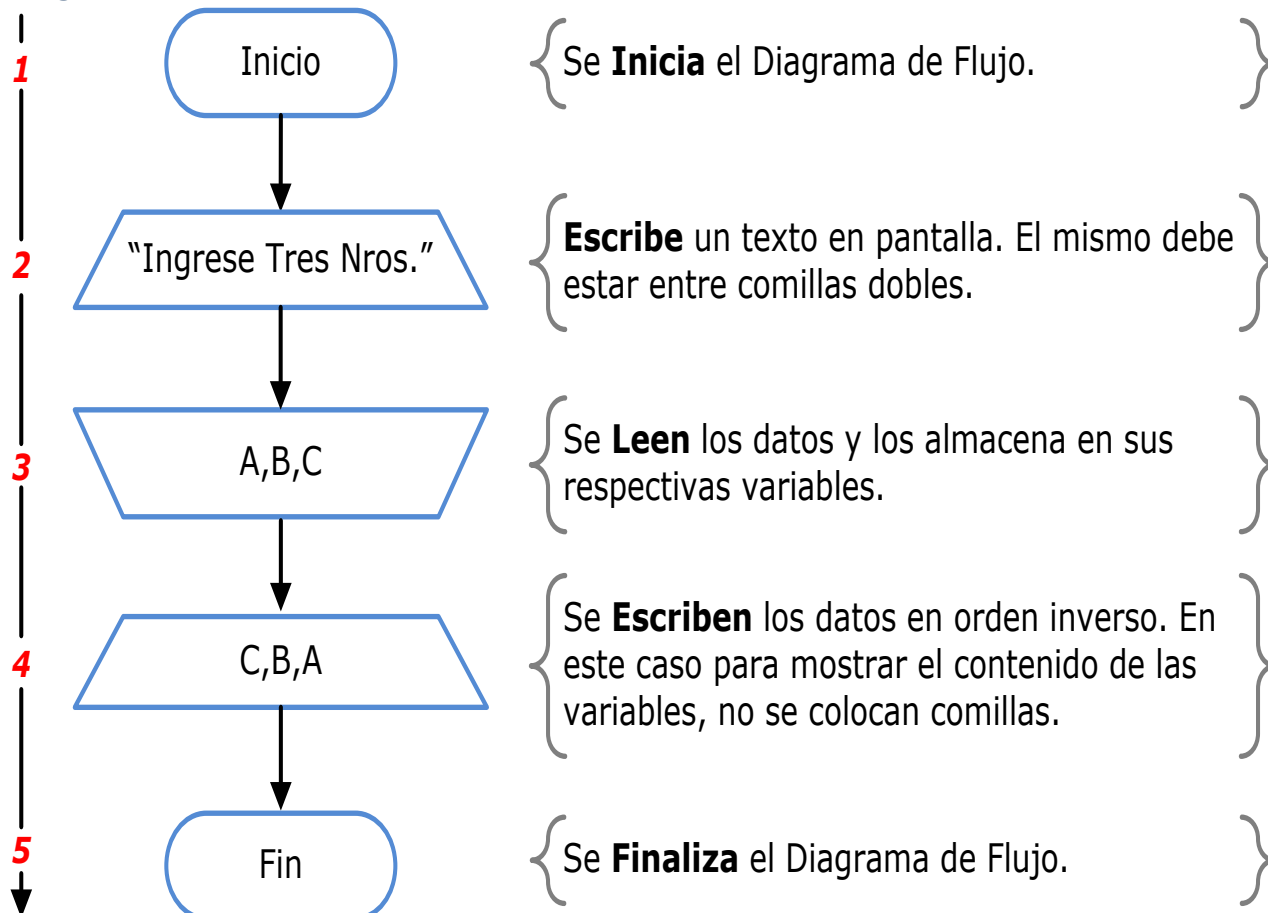 1
Inicio
Se Inicia el Diagrama de Flujo.
2
“Ingrese Tres Nros.”
Escribe un texto en pantalla. El mismo debe
estar entre comillas dobles.
3
A,B,C
Se Leen los datos y los almacena en sus
respectivas variables.
4
C,B,A
Se Escriben los datos en orden inverso. En
este caso para mostrar el contenido de las
variables, no se colocan comillas.
5
Fin
Se Finaliza el Diagrama de Flujo.